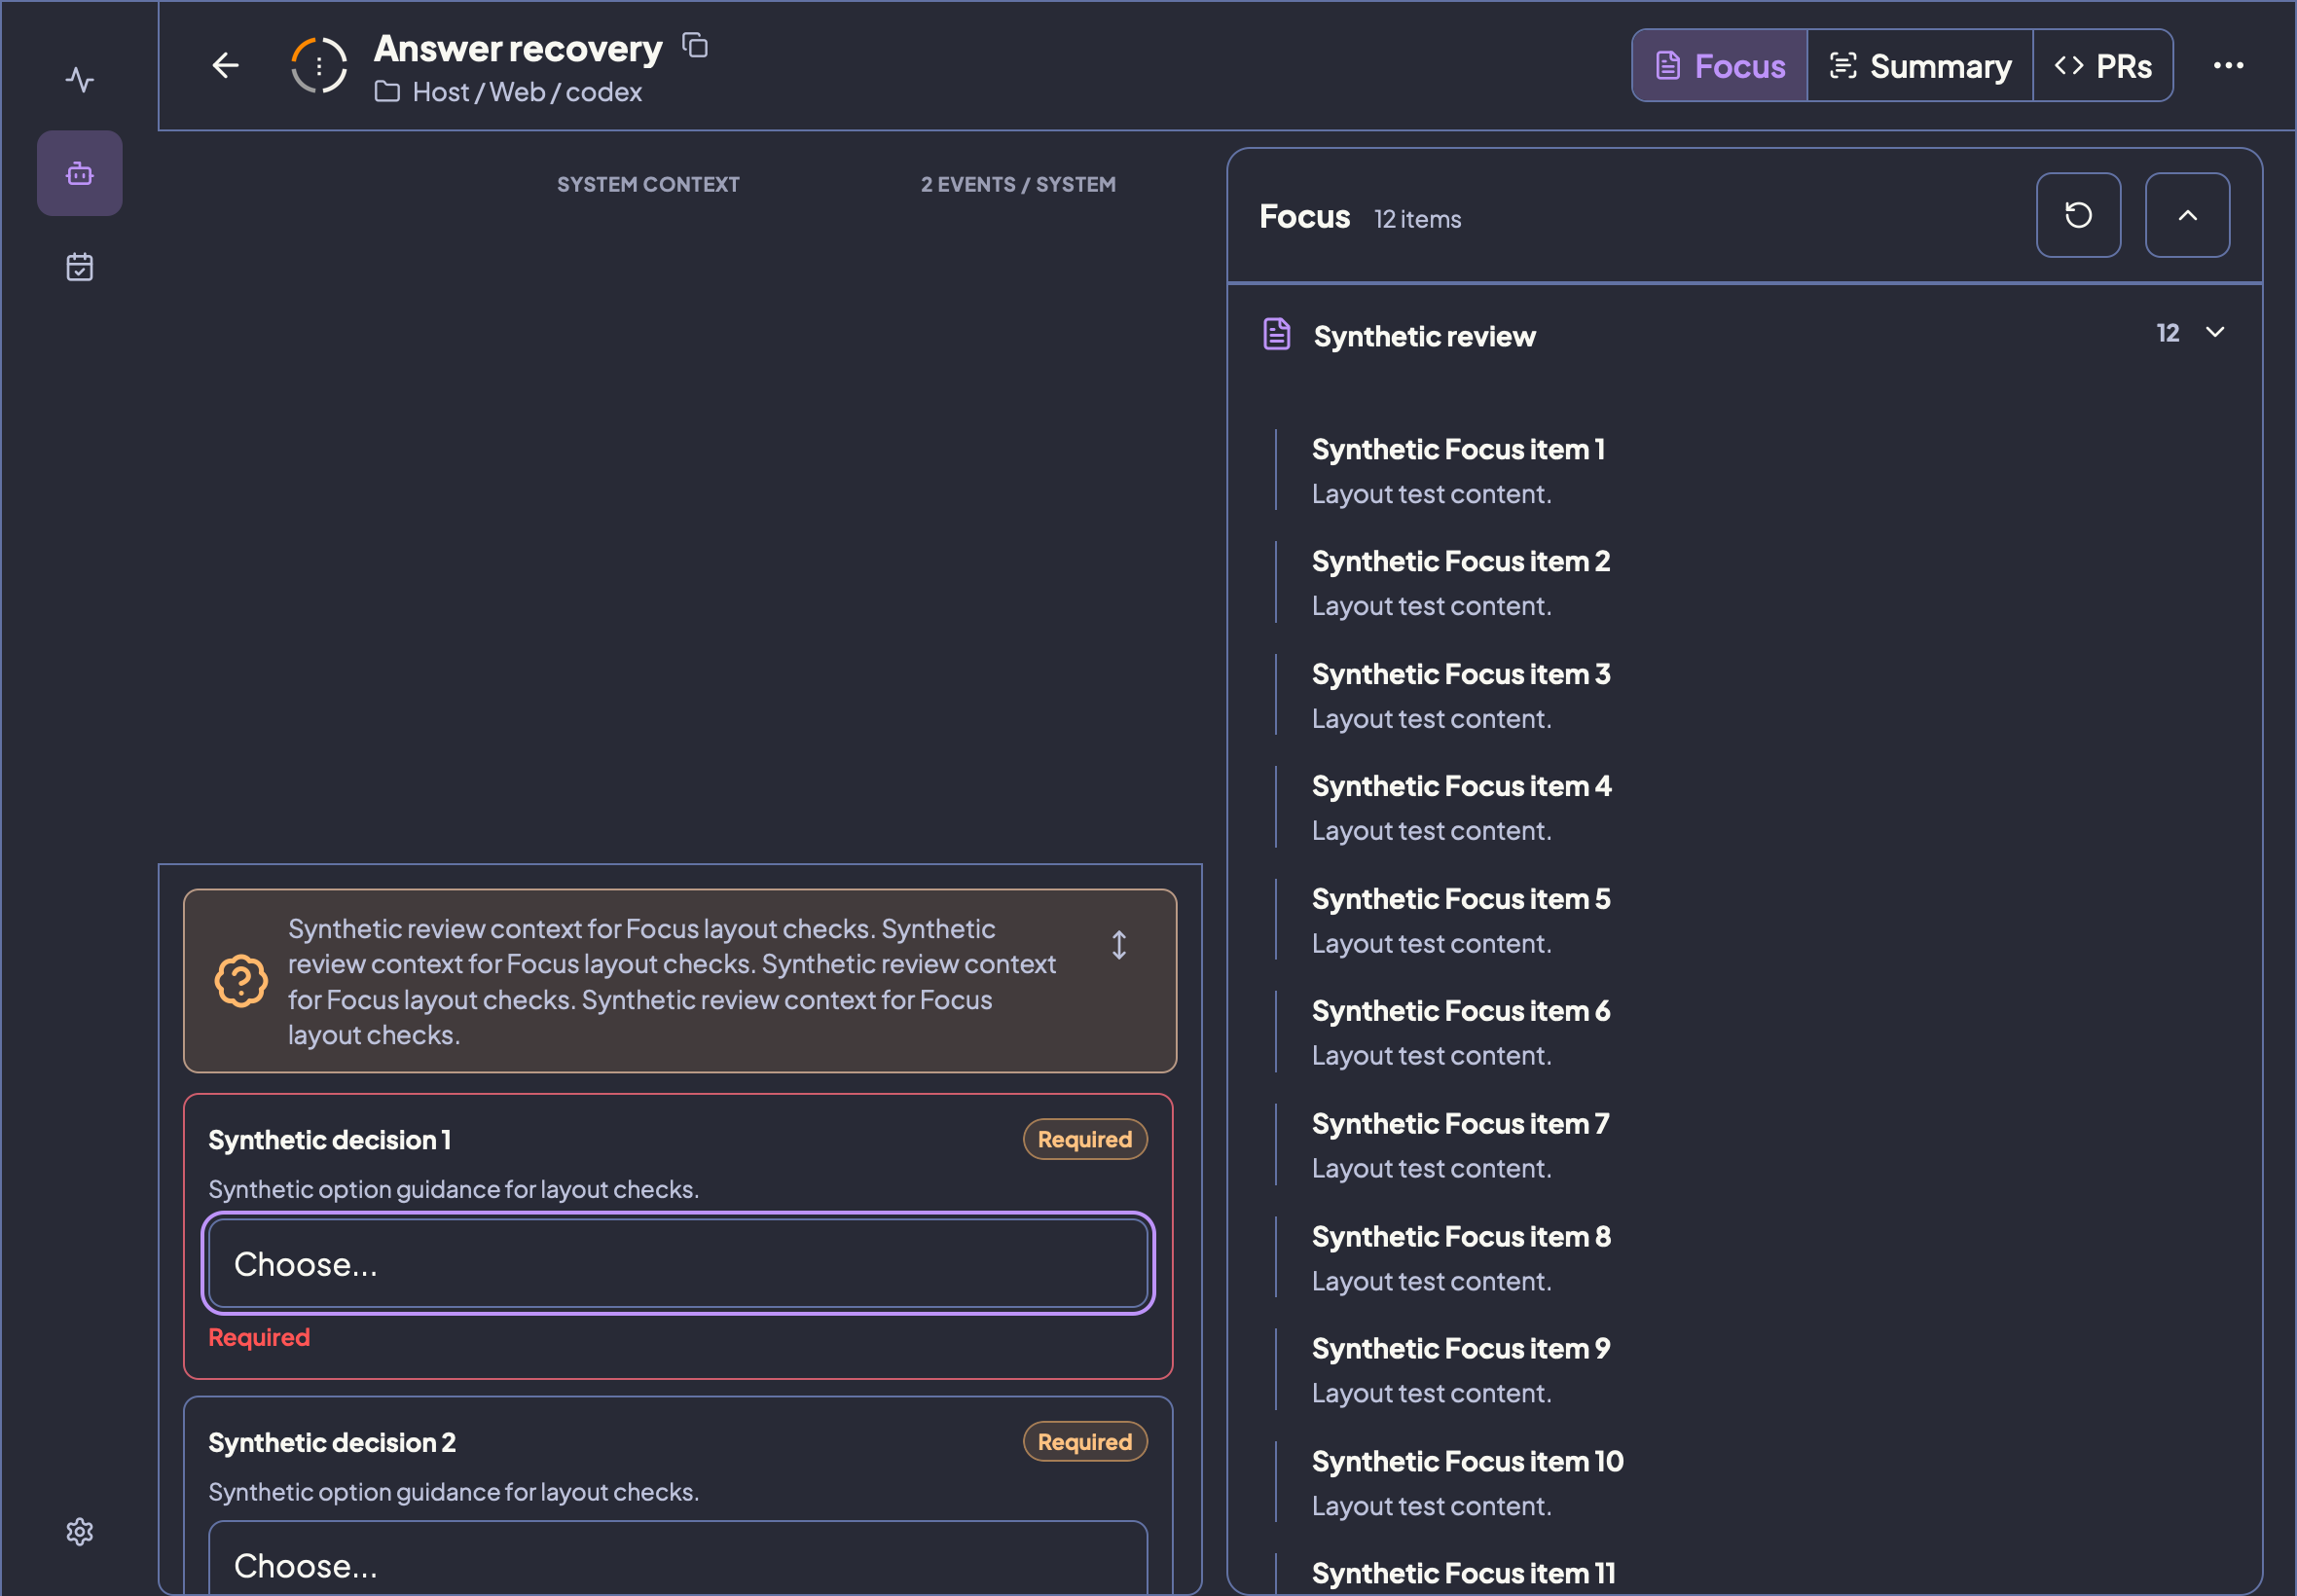 Answer recovery
Host / Web / codex
Focus
Summary
PRs
SYSTEM CONTEXT
2 EVENTS / SYSTEM
Synthetic review context for Focus layout checks. Synthetic
review context for Focus layout checks. Synthetic review context
for Focus layout checks. Synthetic review context for Focus
layout checks.
Synthetic decision 1
Required
Synthetic option guidance for layout checks.
Choose...
Required
Synthetic decision 2
Required
Synthetic option guidance for layout checks.
Choose...
Focus 12 items
Synthetic review
12
Synthetic Focus item 1
Layout test content.
Synthetic Focus item 2
Layout test content.
Synthetic Focus item 3
Layout test content.
Synthetic Focus item 4
Layout test content.
Synthetic Focus item 5
Layout test content.
Synthetic Focus item 6
Layout test content.
Synthetic Focus item 7
Layout test content.
Synthetic Focus item 8
Layout test content.
Synthetic Focus item 9
Layout test content.
Synthetic Focus item 10
Layout test content.
Synthetic Focus item 11